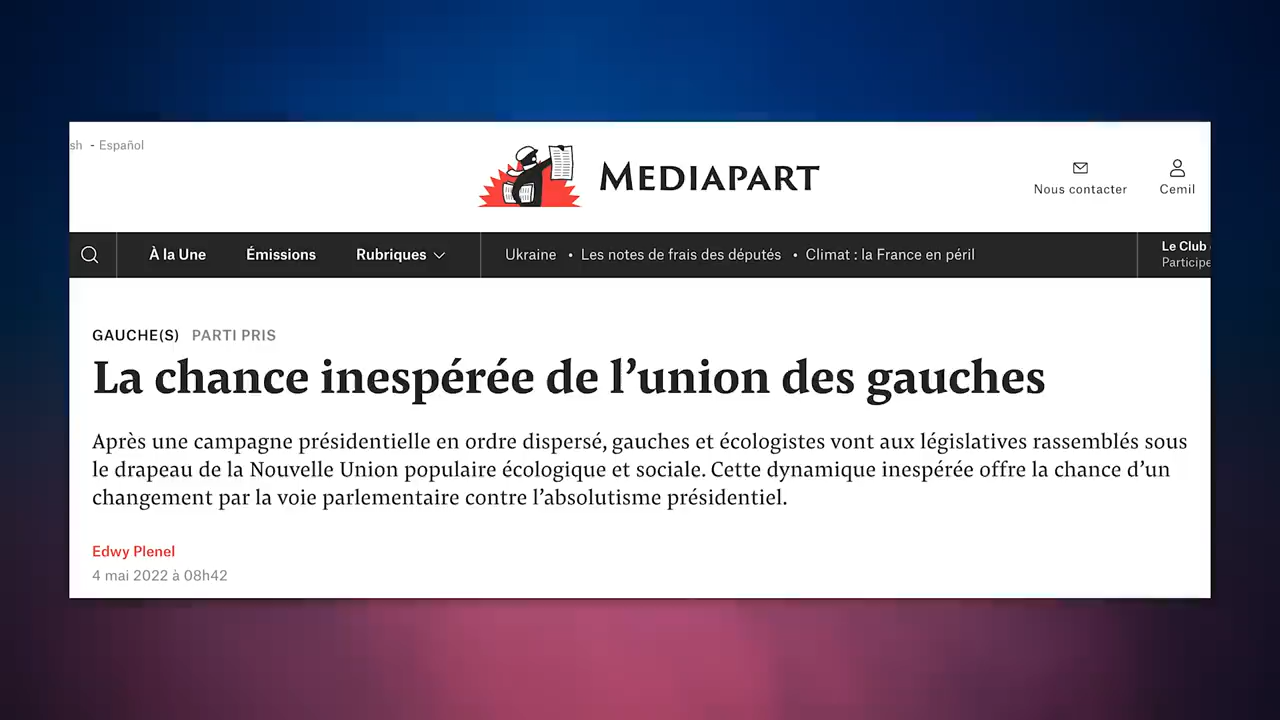 sh - Español
MEDIAPART
Nous contacter
Cemil
À la Une
Émissions
Rubriques
Ukraine • Les notes de frais des députés • Climat : la France en péril
Le Club
Participe
GAUCHE(S) PARTI PRIS
La chance inespérée de l’union des gauches
Après une campagne présidentielle en ordre dispersé, gauches et écologistes vont aux législatives rassemblés sous
le drapeau de la Nouvelle Union populaire écologique et sociale. Cette dynamique inespérée offre la chance d’un
changement par la voie parlementaire contre l’absolutisme présidentiel.
Edwy Plenel
4 mai 2022 à 08h42